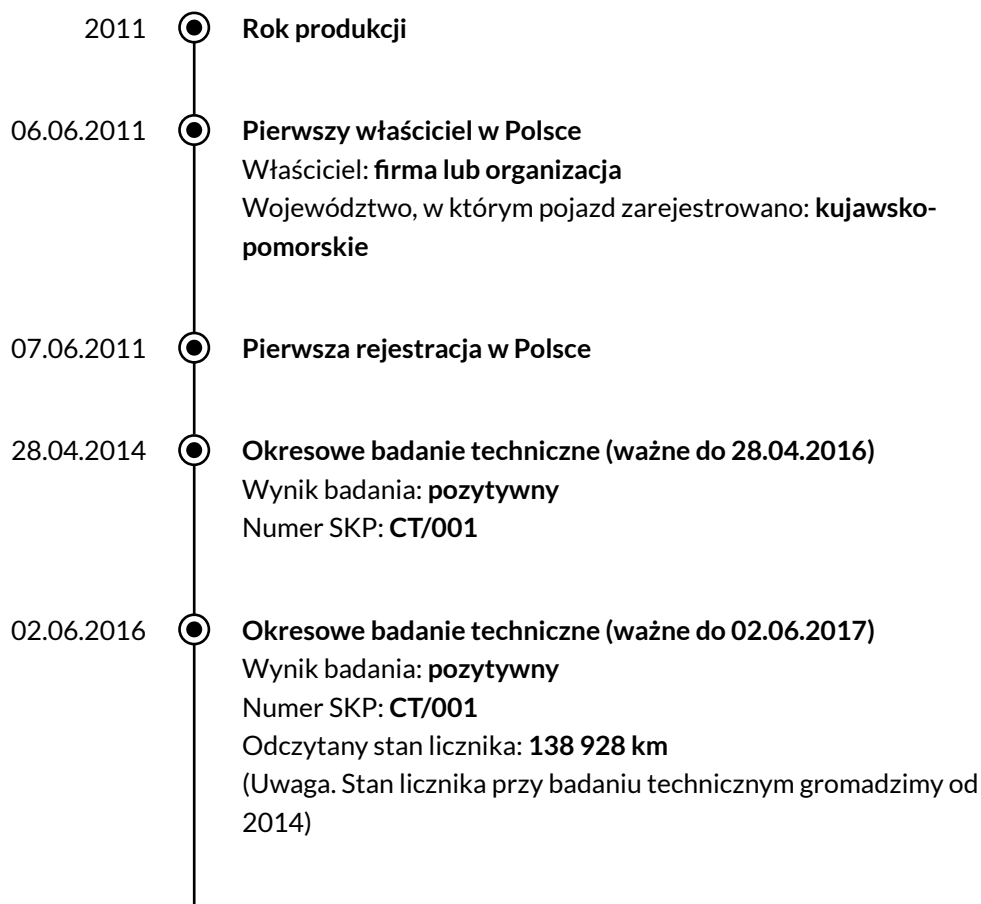 2011 Rok produkcji
06.06.2011 Pierwszy właściciel w Polsce
Właściciel: firma lub organizacja
Województwo, w którym pojazd zarejestrowano: kujawsko-
pomorskie
07.06.2011 Pierwsza rejestracja w Polsce
28.04.2014 Okresowe badanie techniczne (ważne do 28.04.2016)
Wynik badania: pozytywny
Numer SKP: CT/001
02.06.2016 Okresowe badanie techniczne (ważne do 02.06.2017)
Wynik badania: pozytywny
Numer SKP: CT/001
Odczytany stan licznika: 138 928 km
(Uwaga. Stan licznika przy badaniu technicznym gromadzimy od
2014)